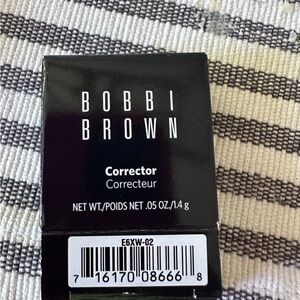 BOBBI
BROWN
Corrector
Correcteur
NET WT./POIDS NET .05 OZ./1.4 g
E6XW-02
7 16170 08666 8